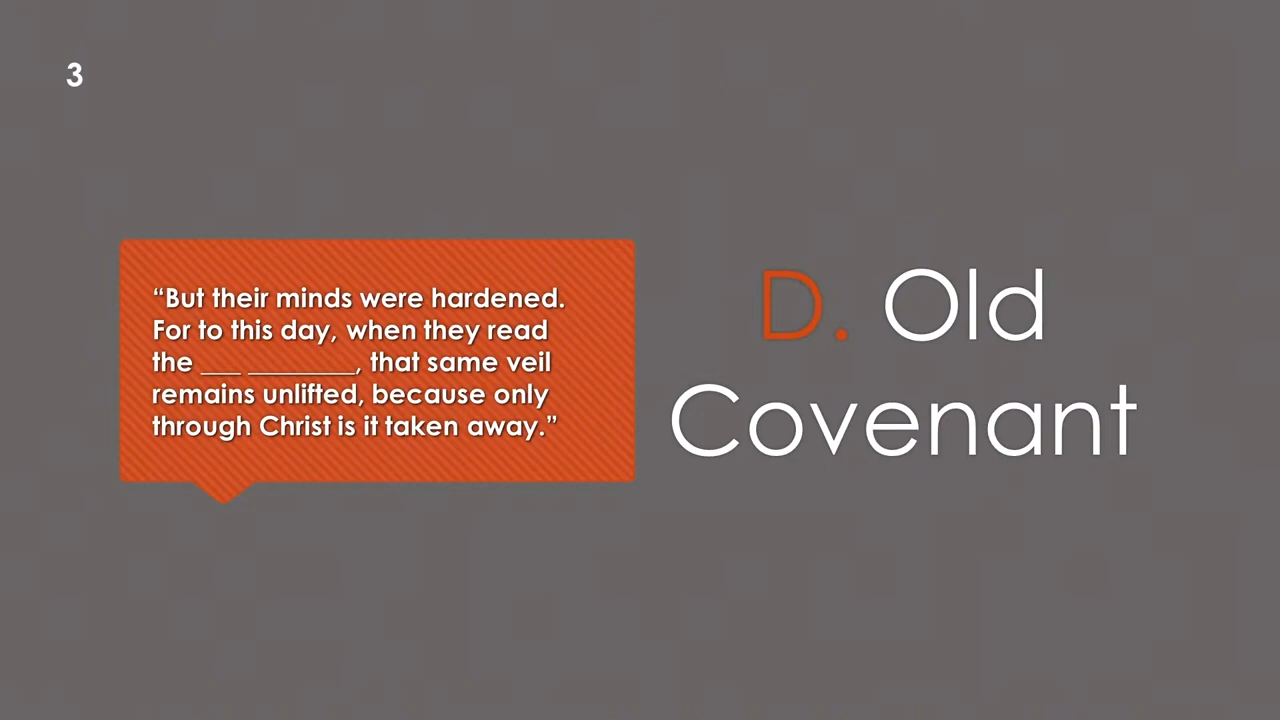 3
“But their minds were hardened.
For to this day, when they read
the ___ ________, that same veil
remains unlifted, because only
through Christ is it taken away.”
D. Old
Covenant